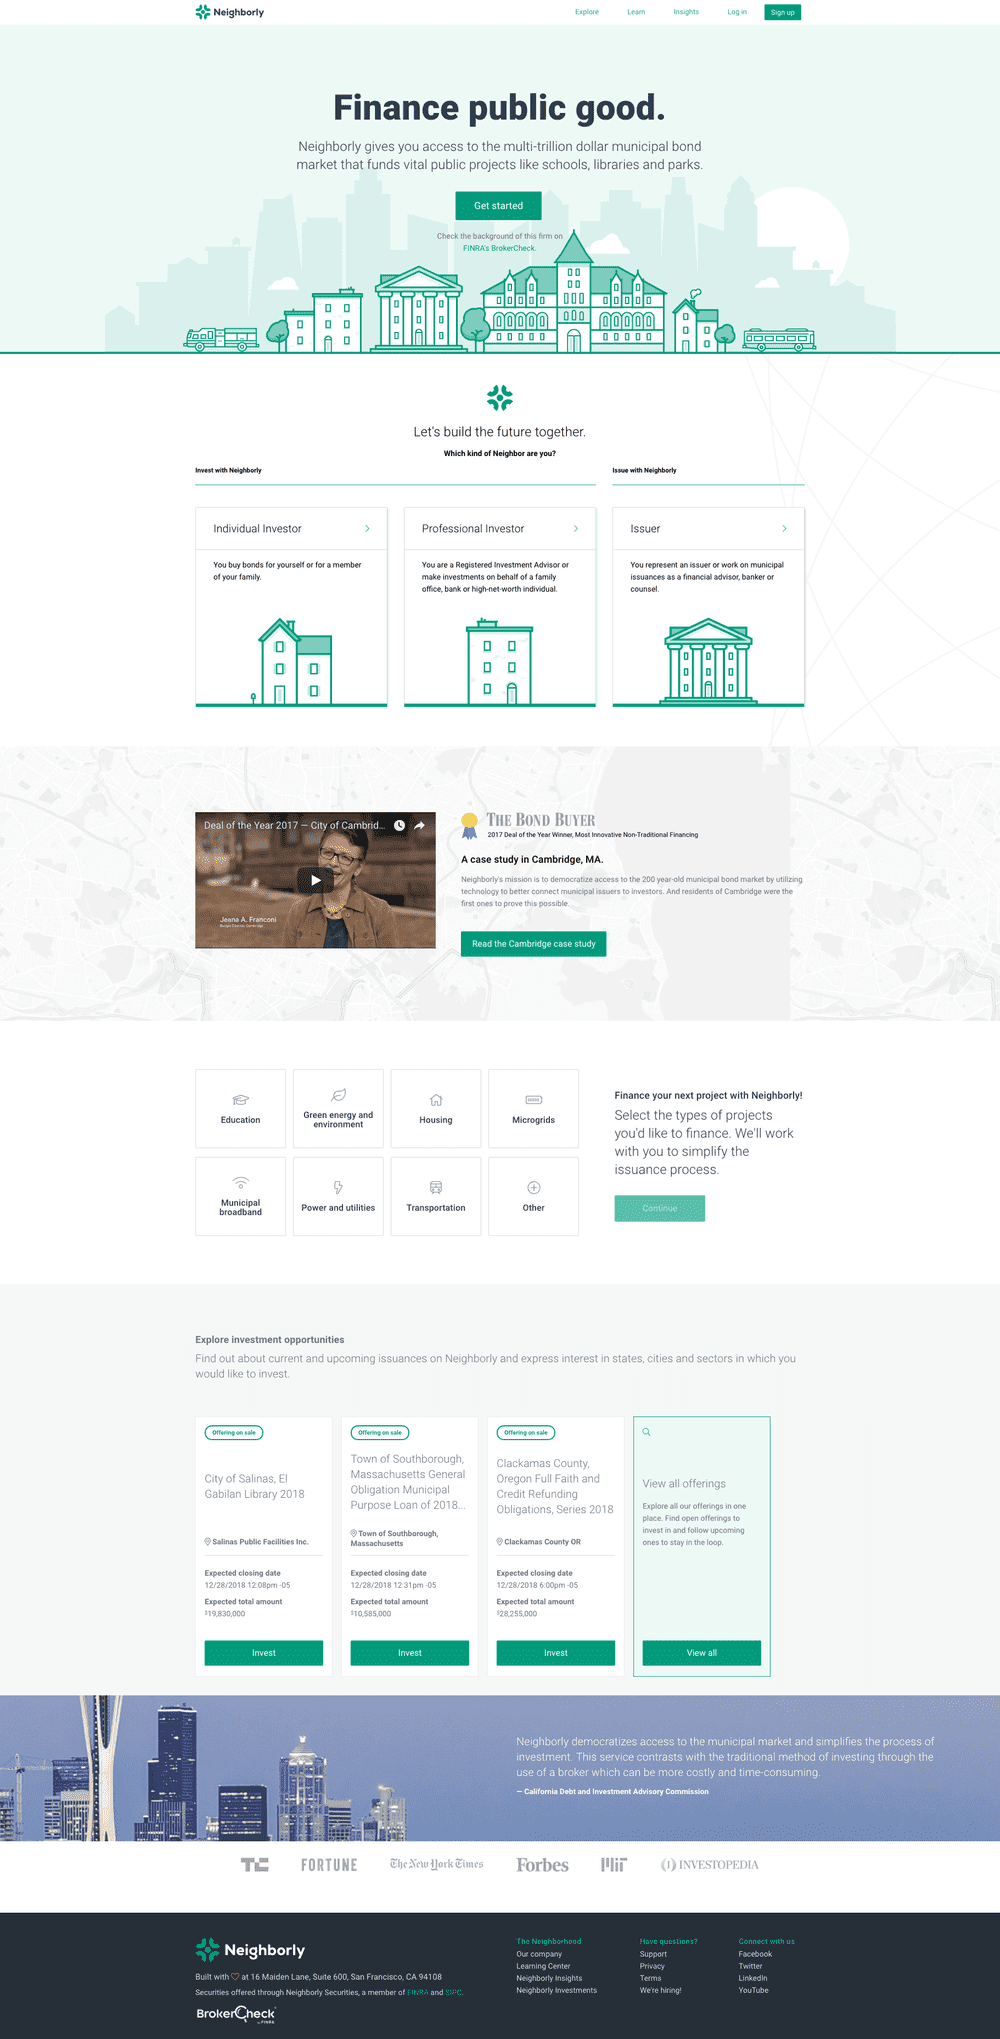 Neighborly
Explore
Learn
Insights
Log in
Sign up
Finance public good.
Neighborly gives you access to the multi-trillion dollar municipal bond
market that funds vital public projects like schools, libraries and parks.
Get started
Check the background of this firm on
FINRA's BrokerCheck.
Let's build the future together.
Which kind of Neighbor are you?
Invest with Neighborly
Issue with Neighborly
Individual Investor
You buy bonds for yourself or for a member
of your family.
Professional Investor
You are a Registered Investment Advisor or
make investments on behalf of a family
office, bank or high-net-worth individual.
Issuer
You represent an issuer or work on municipal
issuances as a financial advisor, banker or
counsel.
Deal of the Year 2017 — City of Cambrid...
Jeana A. Franconi
Budget Director, Cambridge
THE BOND BUYER
2017 Deal of the Year Winner, Most Innovative Non-Traditional Financing
A case study in Cambridge, MA.
Neighborly's mission is to democratize access to the 200 year-old municipal bond market by utilizing
technology to better connect municipal issuers to investors. And residents of Cambridge were the
first ones to prove this possible.
Read the Cambridge case study
Education
Green energy and
environment
Housing
Microgrids
Municipal
broadband
Power and utilities
Transportation
Other
Finance your next project with Neighborly!
Select the types of projects
you'd like to finance. We'll work
with you to simplify the
issuance process.
Continue
Explore investment opportunities
Find out about current and upcoming issuances on Neighborly and express interest in states, cities and sectors in which you
would like to invest.
Offering on sale
City of Salinas, El
Gabilan Library 2018
Salinas Public Facilities Inc.
Expected closing date
12/28/2018 12:08pm -05
Expected total amount
$19,830,000
Invest
Offering on sale
Town of Southborough,
Massachusetts General
Obligation Municipal
Purpose Loan of 2018...
Town of Southborough,
Massachusetts
Expected closing date
12/28/2018 12:31pm -05
Expected total amount
$10,585,000
Invest
Offering on sale
Clackamas County,
Oregon Full Faith and
Credit Refunding
Obligations, Series 2018
Clackamas County OR
Expected closing date
12/28/2018 6:00pm -05
Expected total amount
$28,255,000
Invest
View all offerings
Explore all our offerings in one
place. Find open offerings to
invest in and follow upcoming
ones to stay in the loop.
View all
Neighborly democratizes access to the municipal market and simplifies the process of
investment. This service contrasts with the traditional method of investing through the
use of a broker which can be more costly and time-consuming.
— California Debt and Investment Advisory Commission
TC
FORTUNE
The New York Times
Forbes
MIT
(I) INVESTOPEDIA
Neighborly
Built with ♡ at 16 Maiden Lane, Suite 600, San Francisco, CA 94108
Securities offered through Neighborly Securities, a member of FINRA and SIPC.
BrokerCheck
by FINRA
The Neighborhood
Our company
Learning Center
Neighborly Insights
Neighborly Investments
Have questions?
Support
Privacy
Terms
We're hiring!
Connect with us
Facebook
Twitter
LinkedIn
YouTube